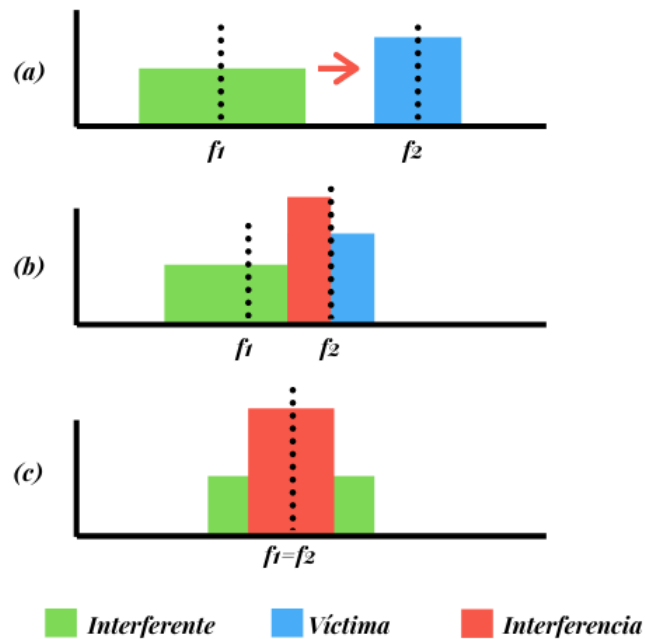 (a)
f1 f2
(b)
f1 f2
(c)
f1=f2
Interferente Víctima Interferencia